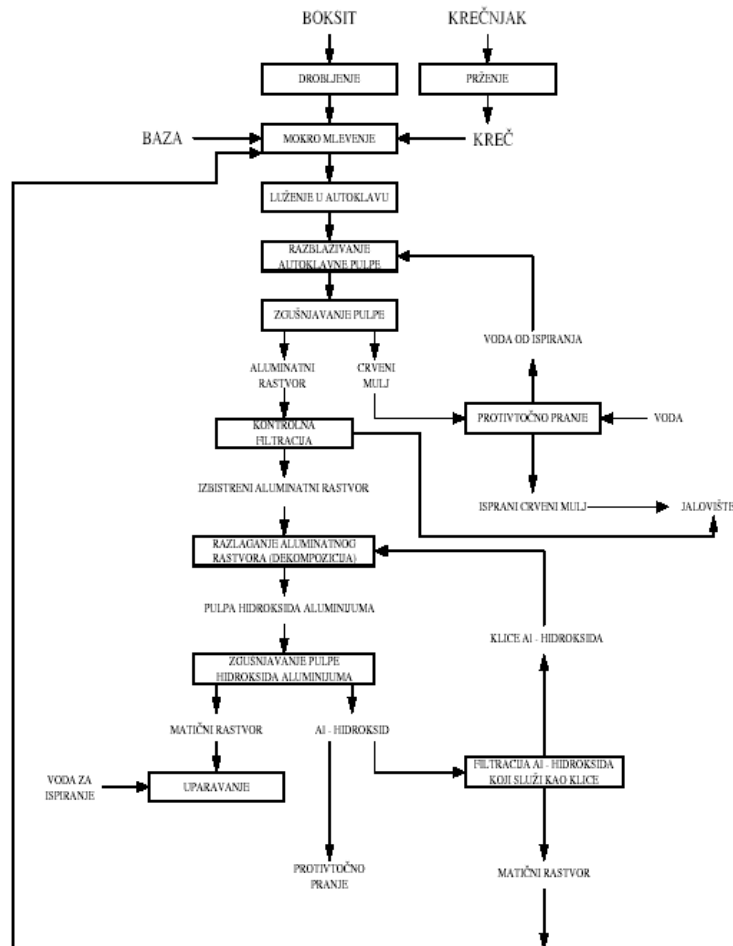 BOKSIT
KREČNJAK
DROBLJENJE
PRŽENJE
BAZA
MOKRO MLEVENJE
KREČ
LUŽENJE U AUTOKLAVU
RAZBLAŽIVANJE
AUTOKLAVNE PULPE
ZGUŠNJAVANJE PULPE
VODA OD ISPIRANJA
ALUMINATNI
RASTVOR
CRVENI
MULJ
PROTIVTOČNO PRANJE
VODA
KONTROLNA
FILTRACIJA
IZBISTRENI ALUMINATNI RASTVOR
ISPRANI CRVENI MULJ
JALOVIŠTE
RAZLAGANJE ALUMINATNOG
RASTVORA (DEKOMPOZICIJA)
PULPA HIDROKSIDA ALUMINIJUMA
KLICE Al - HIDROKSIDA
ZGUŠNJAVANJE PULPE
HIDROKSIDA ALUMINIJUMA
MATIČNI RASTVOR
Al - HIDROKSID
FILTRACIJA Al - HIDROKSIDA
KOJI SLUŽI KAO KLICE
VODA ZA
ISPIRANJE
UPARAVANJE
PROTIVTOČNO
PRANJE
MATIČNI RASTVOR